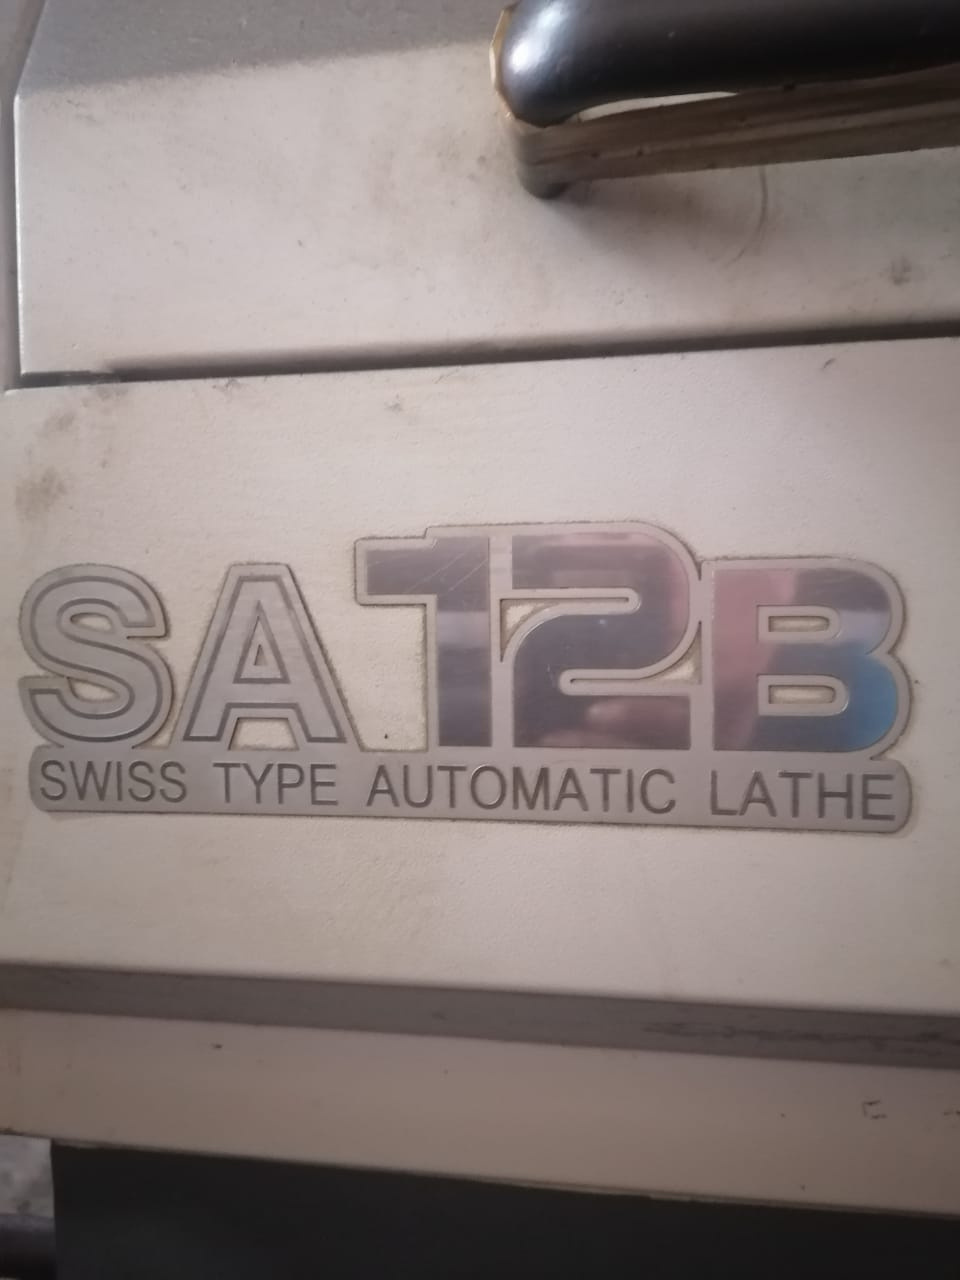 SA12B
SWISS TYPE AUTOMATIC LATHE